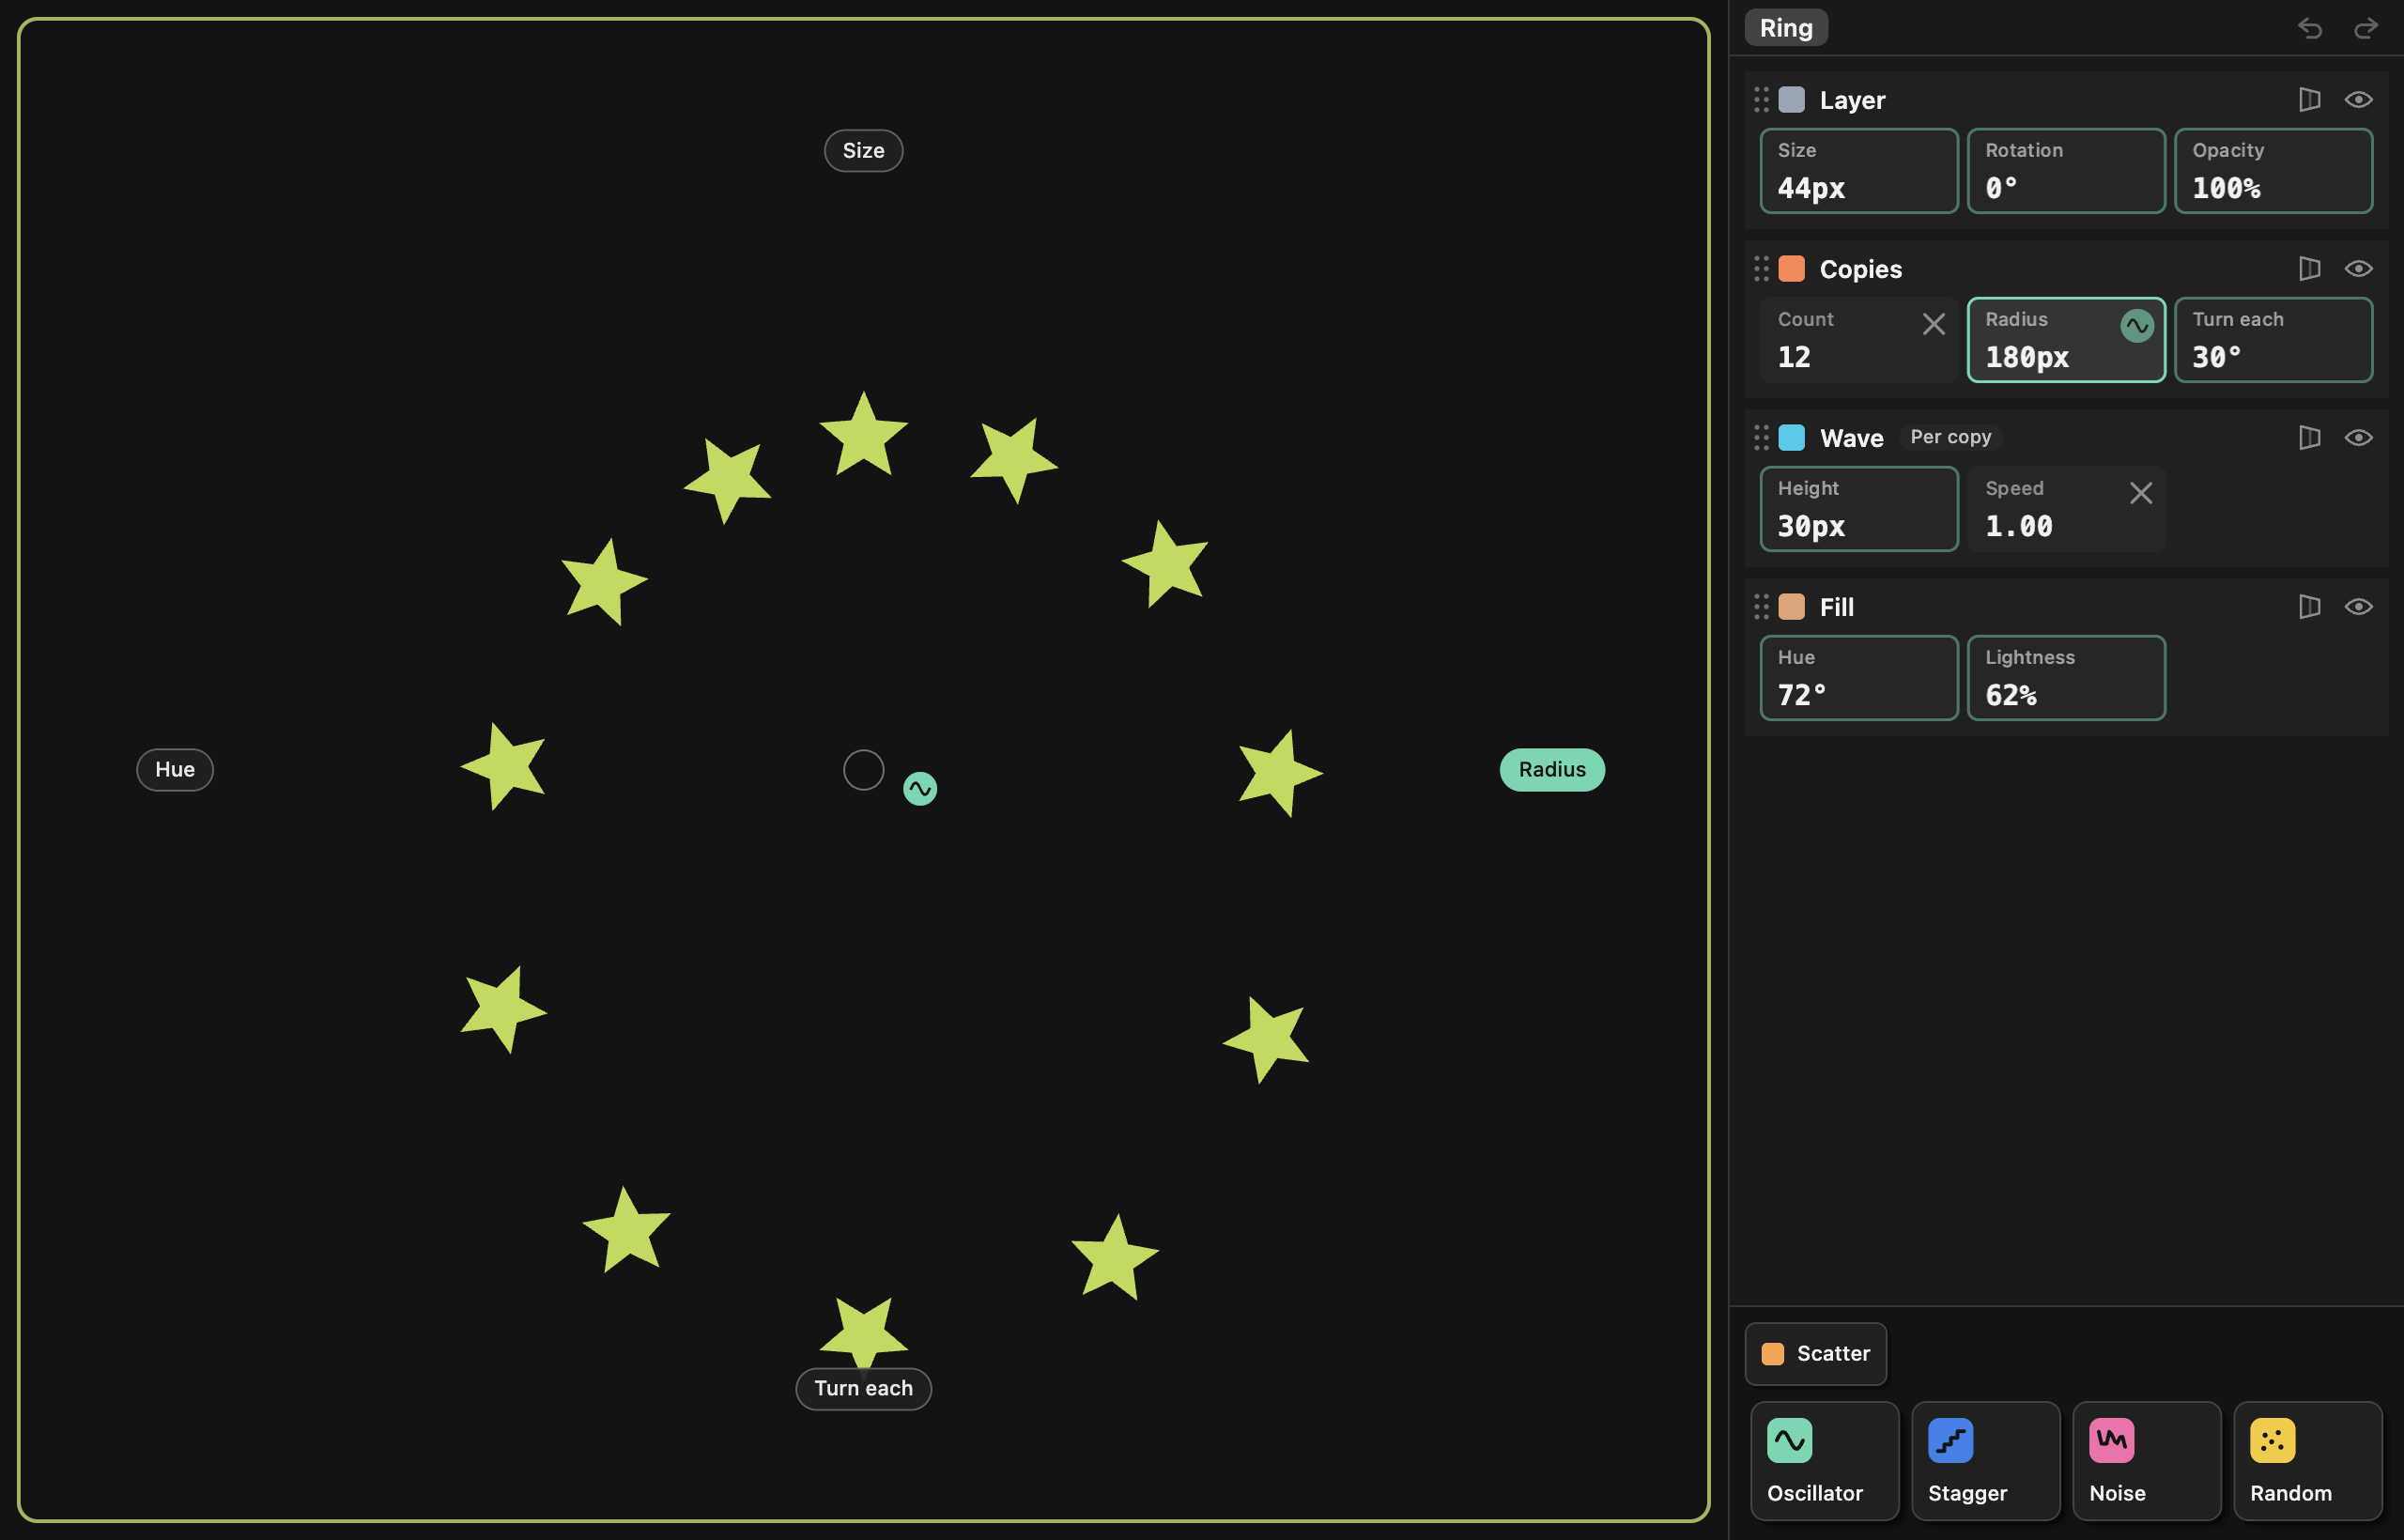 Size
Hue
Radius
Turn each
Ring
Layer
Size
Rotation
Opacity
44px
0°
100%
Copies
Count
Radius
Turn each
12
180px
30°
Wave
Per copy
Height
Speed
30px
1.00
Fill
Hue
Lightness
72°
62%
Scatter
Oscillator
Stagger
Noise
Random